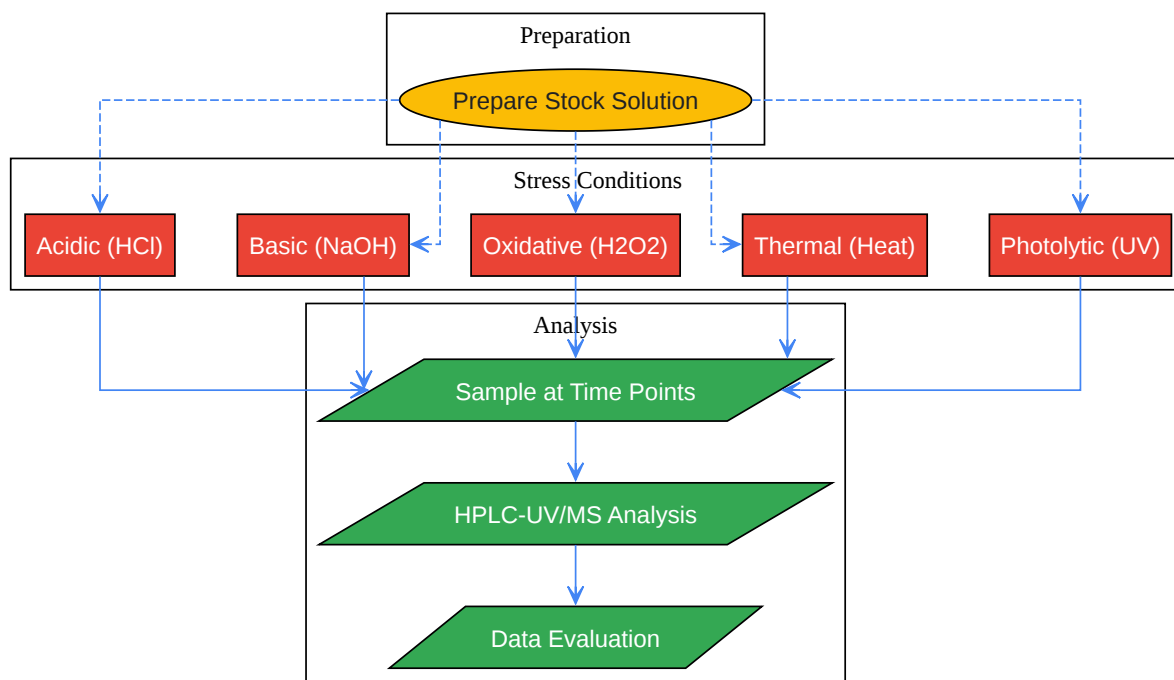 Preparation
Prepare Stock Solution
Stress Conditions
Acidic (HCl)
Basic (NaOH)
Oxidative (H2O2)
Thermal (Heat)
Photolytic (UV)
Analysis
Sample at Time Points
HPLC-UV/MS Analysis
Data Evaluation